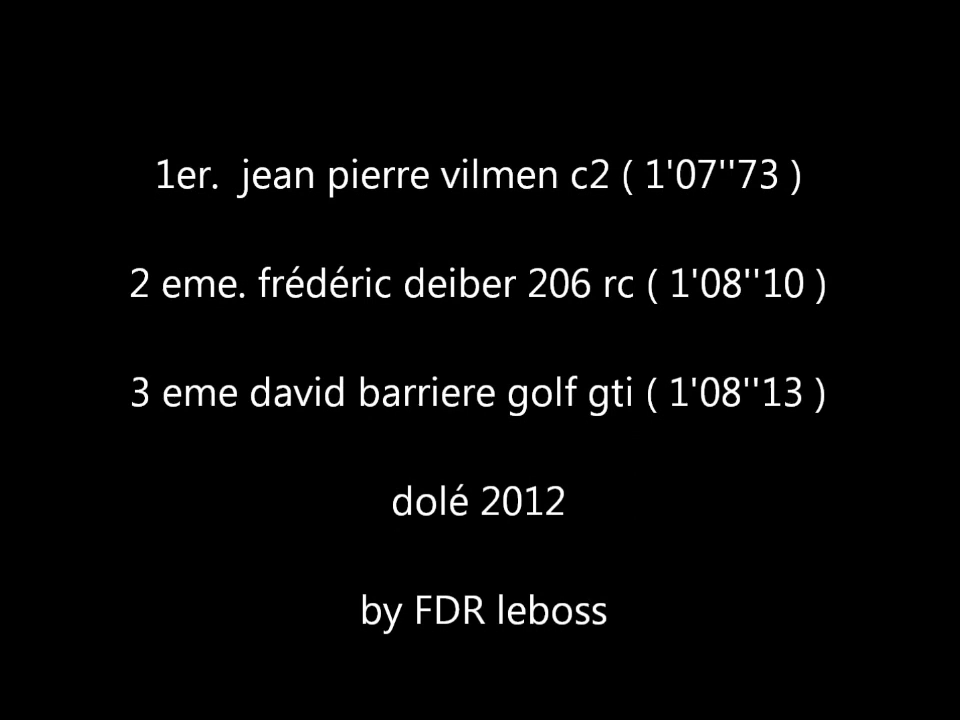 1er.  jean pierre vilmen c2 ( 1'07''73 )
2 eme. frédéric deiber 206 rc ( 1'08''10 )
3 eme david barriere golf gti ( 1'08''13 )
dolé 2012
by FDR leboss